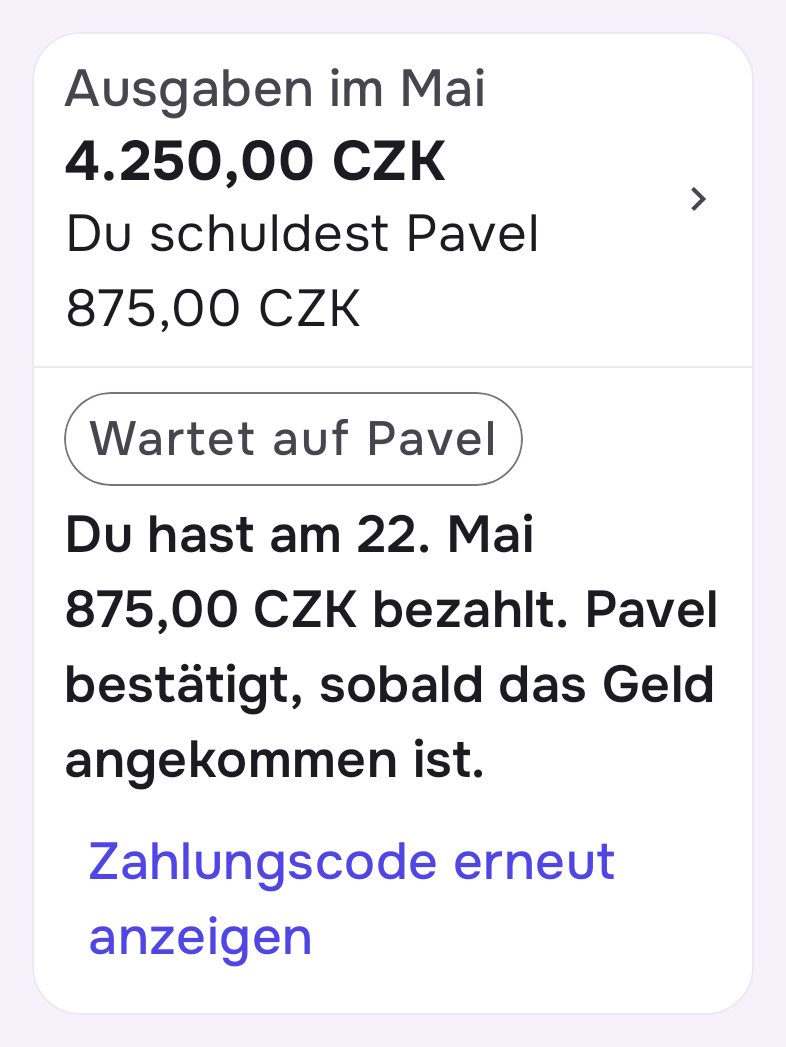 Ausgaben im Mai
4.250,00 CZK
Du schuldest Pavel
875,00 CZK
Wartet auf Pavel
Du hast am 22. Mai
875,00 CZK bezahlt. Pavel
bestätigt, sobald das Geld
angekommen ist.
Zahlungscode erneut
anzeigen